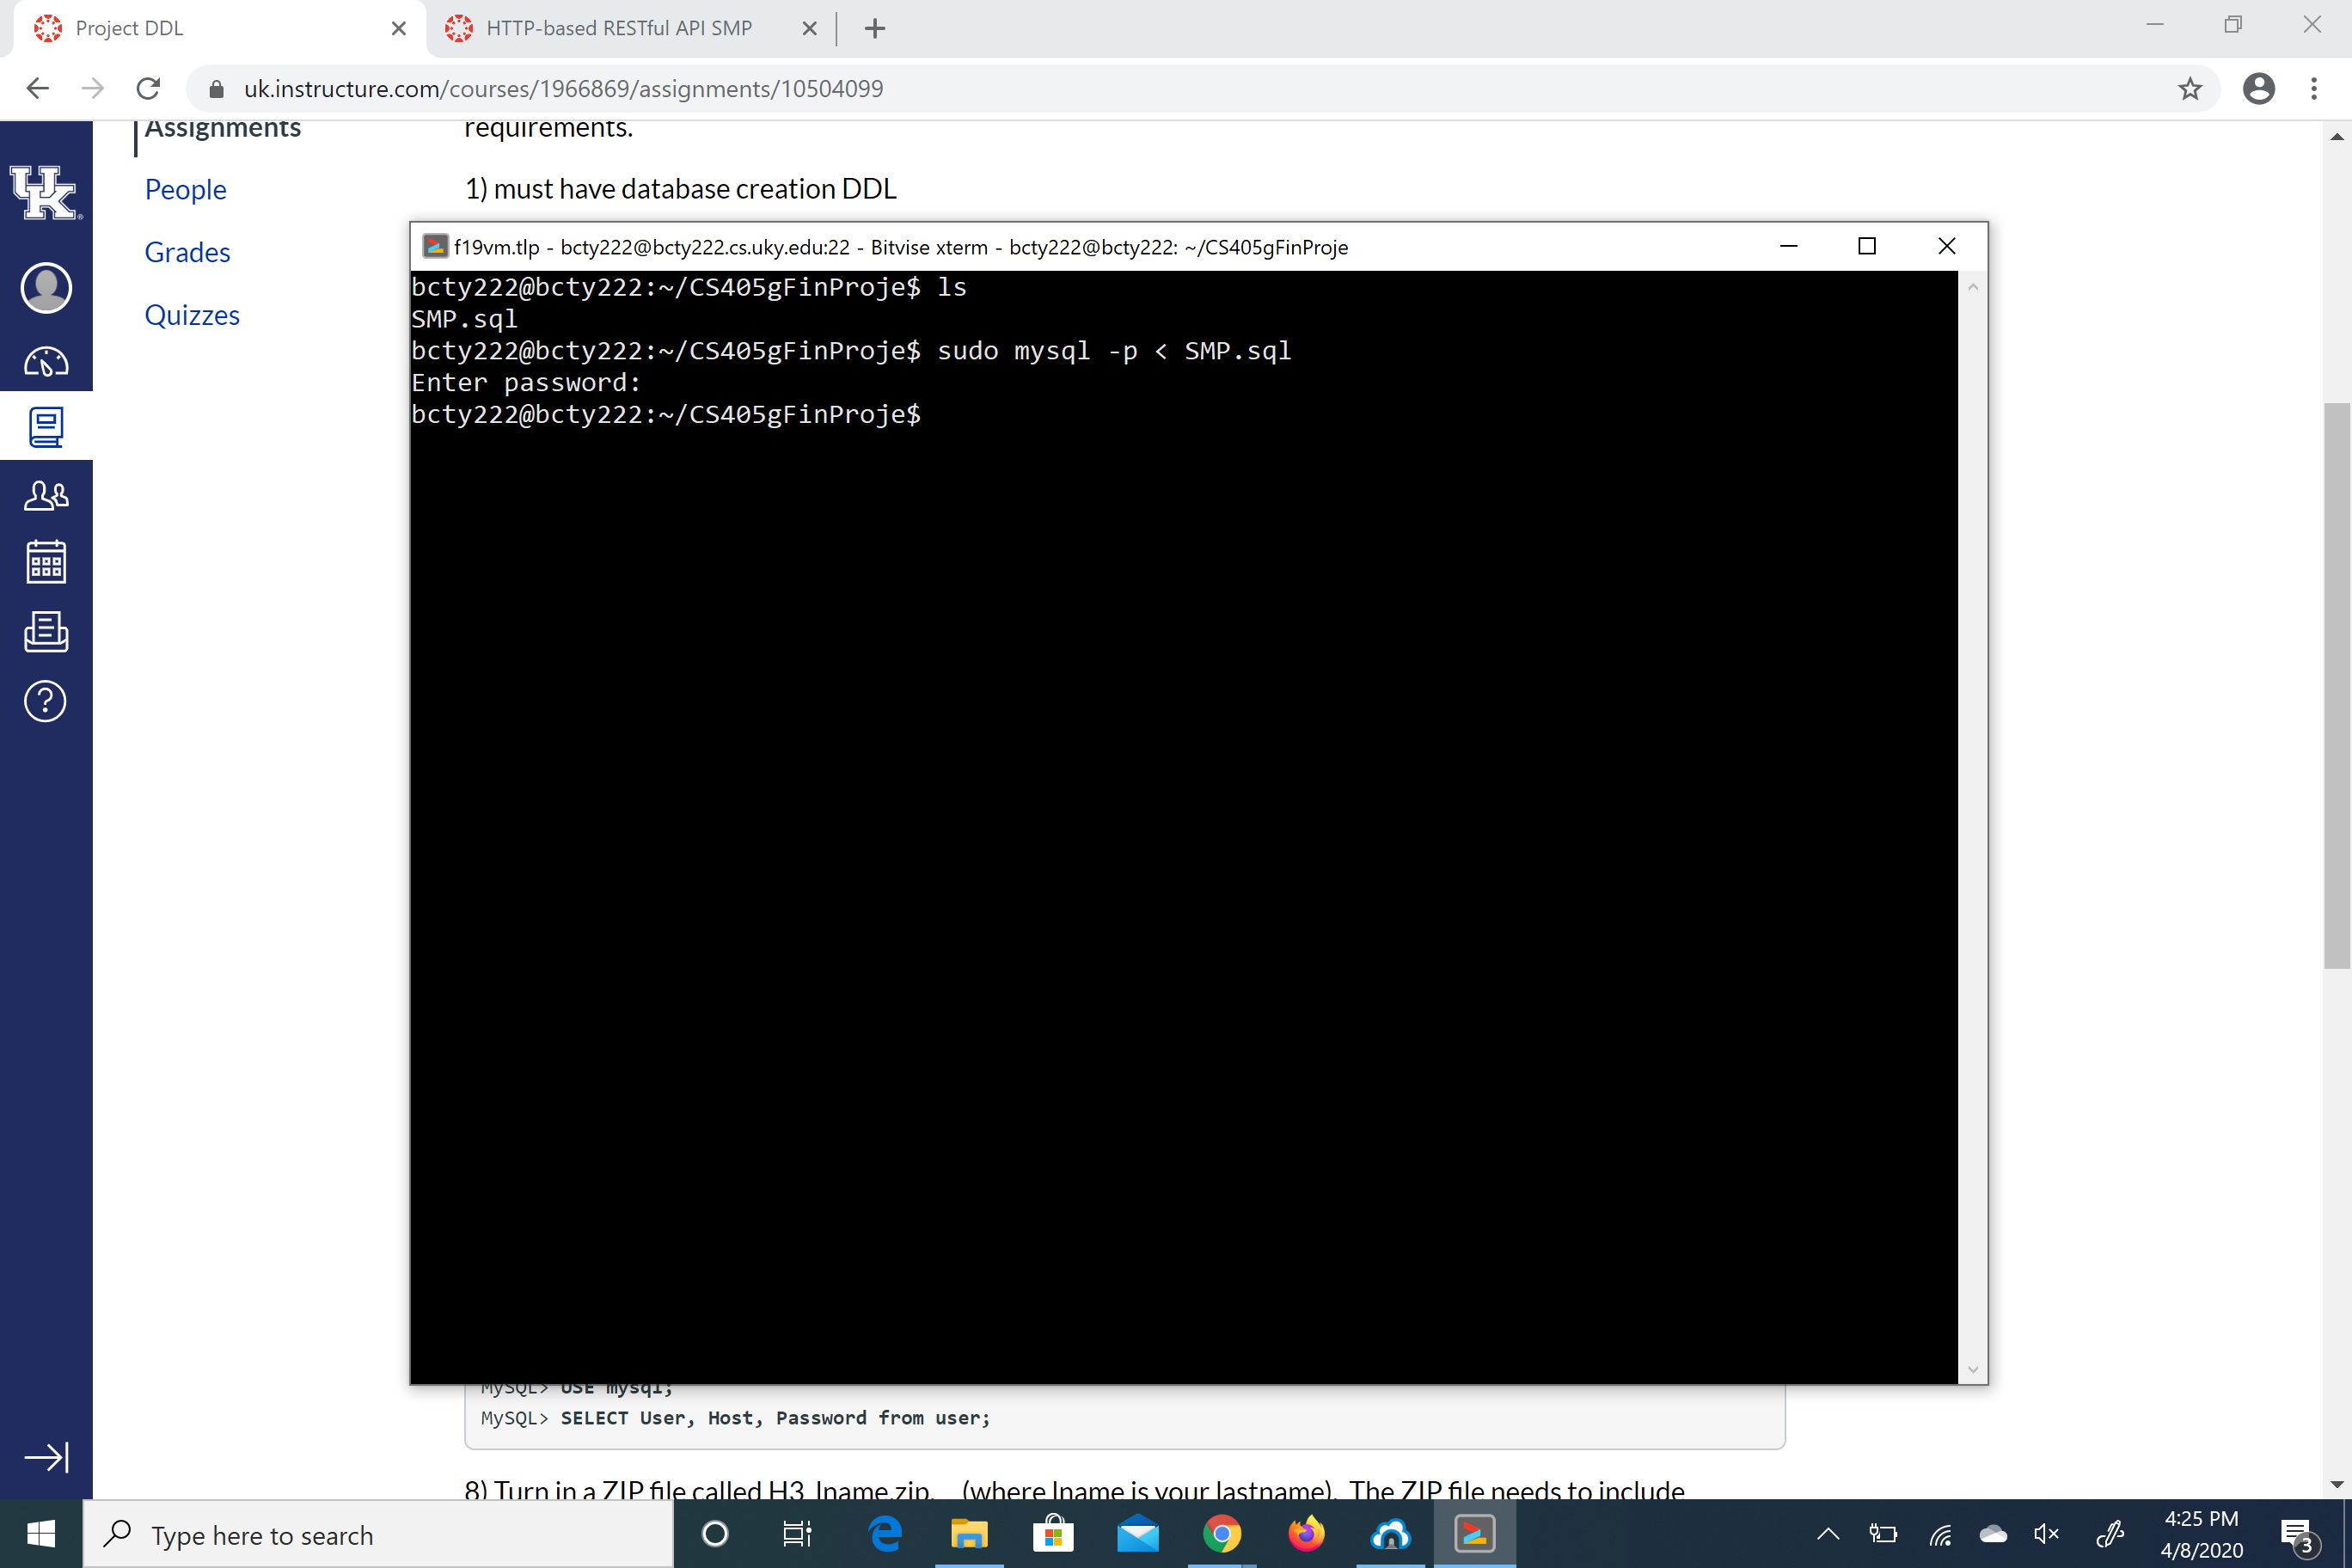 Project DDL
HTTP-based RESTful API SMP
uk.instructure.com/courses/1966869/assignments/10504099
UK
Assignments
People
Grades
Quizzes
requirements.
1) must have database creation DDL
f19vm.tlp - bcty222@bcty222.cs.uky.edu:22 - Bitvise xterm - bcty222@bcty222: ~/CS405gFinProje
bcty222@bcty222:~/CS405gFinProje$ ls
SMP.sql
bcty222@bcty222:~/CS405gFinProje$ sudo mysql -p < SMP.sql
Enter password:
bcty222@bcty222:~/CS405gFinProje$
MySQL> USE mysql;
MySQL> SELECT User, Host, Password from user;
8) Turn in a ZIP file called H3_lname.zip. (where lname is your lastname). The ZIP file needs to include
Type here to search
4:25 PM
4/8/2020
3